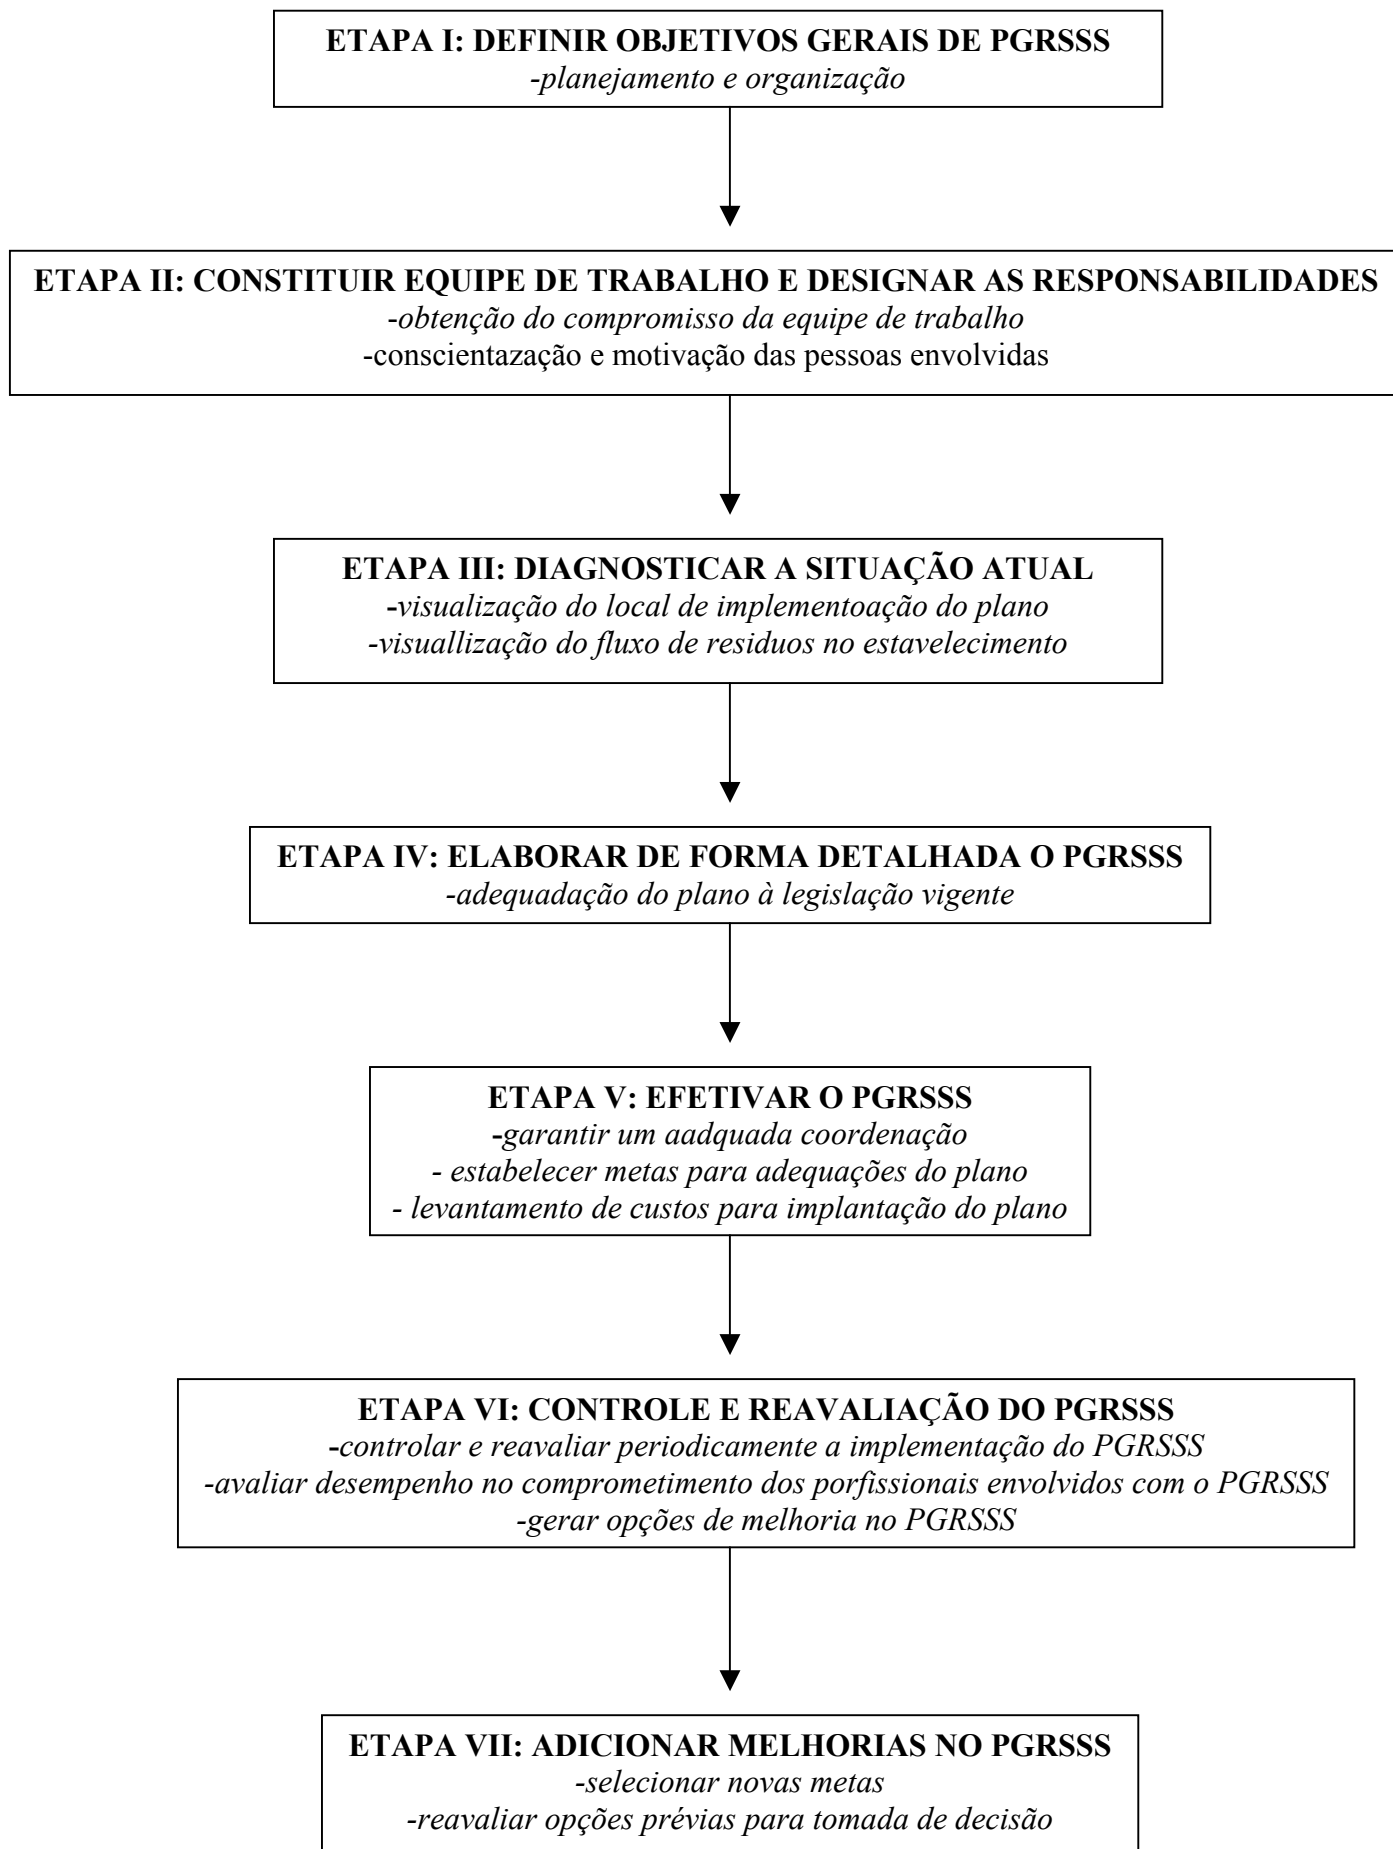 ETAPA I: DEFINIR OBJETIVOS GERAIS DE PGRSSS
-planejamento e organização
ETAPA II: CONSTITUIR EQUIPE DE TRABALHO E DESIGNAR AS RESPONSABILIDADES
-obtenção do compromisso da equipe de trabalho
-conscientazação e motivação das pessoas envolvidas
ETAPA III: DIAGNOSTICAR A SITUAÇÃO ATUAL
-visualização do local de implementoação do plano
-visuallização do fluxo de residuos no estavelecimento
ETAPA IV: ELABORAR DE FORMA DETALHADA O PGRSSS
-adequadação do plano à legislação vigente
ETAPA V: EFETIVAR O PGRSSS
-garantir um aadquada coordenação
- estabelecer metas para adequações do plano
- levantamento de custos para implantação do plano
ETAPA VI: CONTROLE E REAVALIAÇÃO DO PGRSSS
-controlar e reavaliar periodicamente a implementação do PGRSSS
-avaliar desempenho no comprometimento dos porfissionais envolvidos com o PGRSSS
-gerar opções de melhoria no PGRSSS
ETAPA VII: ADICIONAR MELHORIAS NO PGRSSS
-selecionar novas metas
-reavaliar opções prévias para tomada de decisão